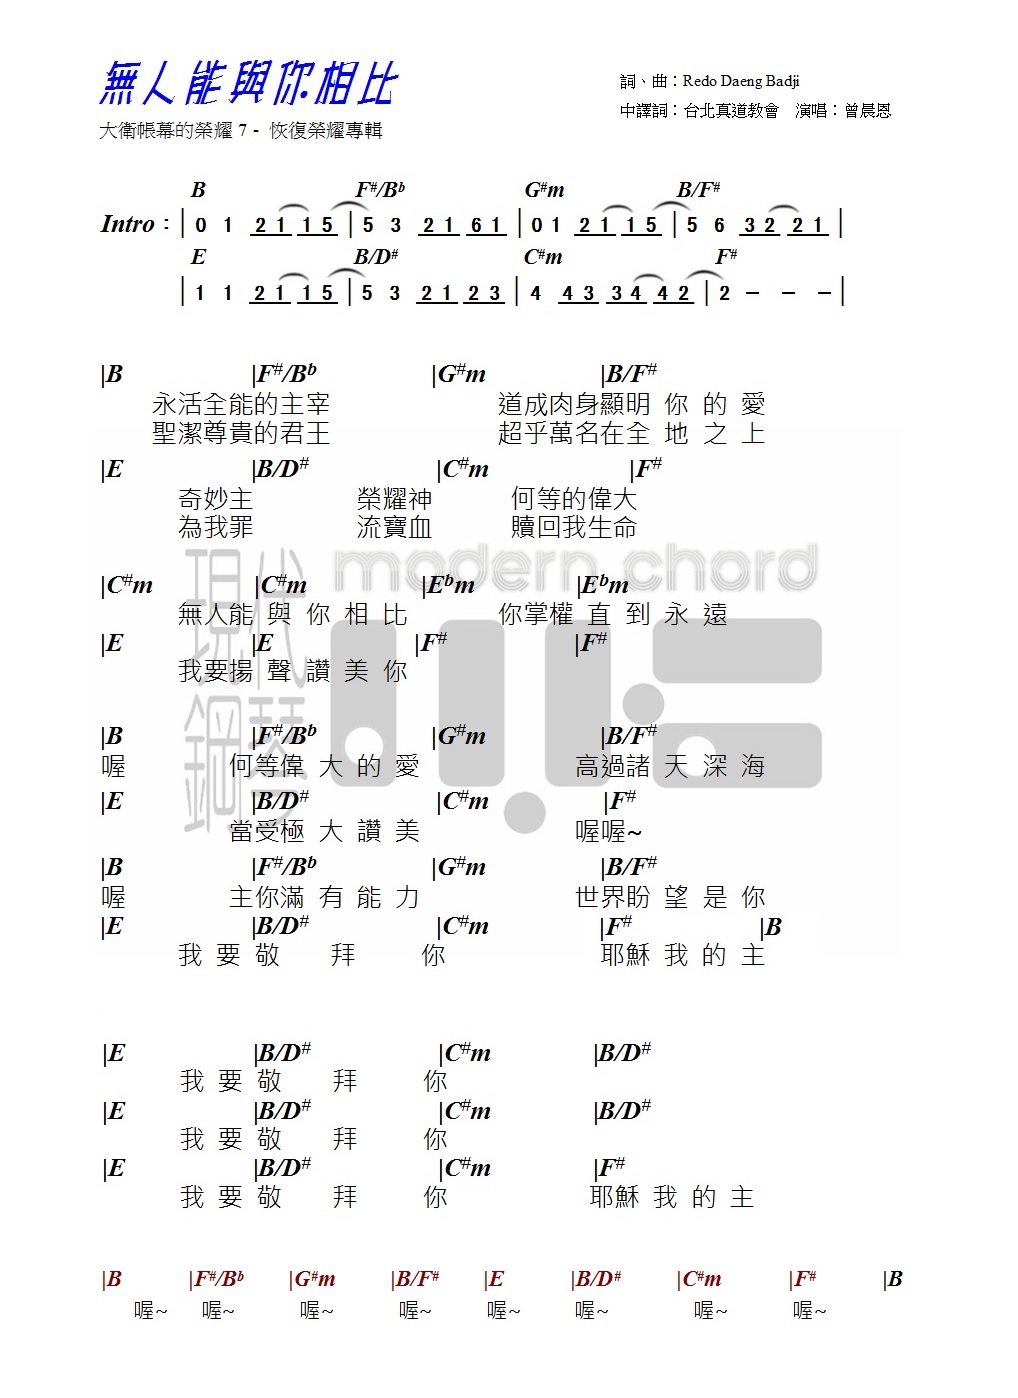 無人能與你相比
詞、曲：Redo Daeng Badji
中譯詞：台北真道教會 演唱：曾晨恩
大衛帳幕的榮耀 7 - 恢復榮耀專輯
B F#/Bb G#m B/F#
Intro：| 0 1 2 1 1 5 | 5 3 2 1 6 1 | 0 1 2 1 1 5 | 5 6 3 2 2 1 |
E B/D# C#m F#
| 1 1 2 1 1 5 | 5 3 2 1 2 3 | 4 4 3 3 4 4 2 | 2 － － － |
|B |F#/Bb |G#m |B/F#
永活全能的主宰 道成肉身顯明 你 的 愛
聖潔尊貴的君王 超乎萬名在全 地 之 上
|E |B/D# |C#m |F#
奇妙主 榮耀神 何等的偉大
為我罪 流寶血 贖回我生命
現代鋼琴 modern chord
|C#m |C#m |Ebm |Ebm
無人能 與 你 相 比 你掌權 直 到 永 遠
|E |E |F# |F#
我要揚 聲 讚 美 你
|B |F#/Bb |G#m |B/F#
喔 何等偉 大 的 愛 高過諸 天 深 海
|E |B/D# |C#m |F#
當受極 大 讚 美 喔喔~
|B |F#/Bb |G#m |B/F#
喔 主你滿 有 能 力 世界盼 望 是 你
|E |B/D# |C#m |F# |B
我 要 敬 拜 你 耶穌 我 的 主
|E |B/D# |C#m |B/D#
我 要 敬 拜 你
|E |B/D# |C#m |B/D#
我 要 敬 拜 你
|E |B/D# |C#m |F#
我 要 敬 拜 你 耶穌 我 的 主
|B |F#/Bb |G#m |B/F# |E |B/D# |C#m |F# |B
喔~ 喔~ 喔~ 喔~ 喔~ 喔~ 喔~ 喔~